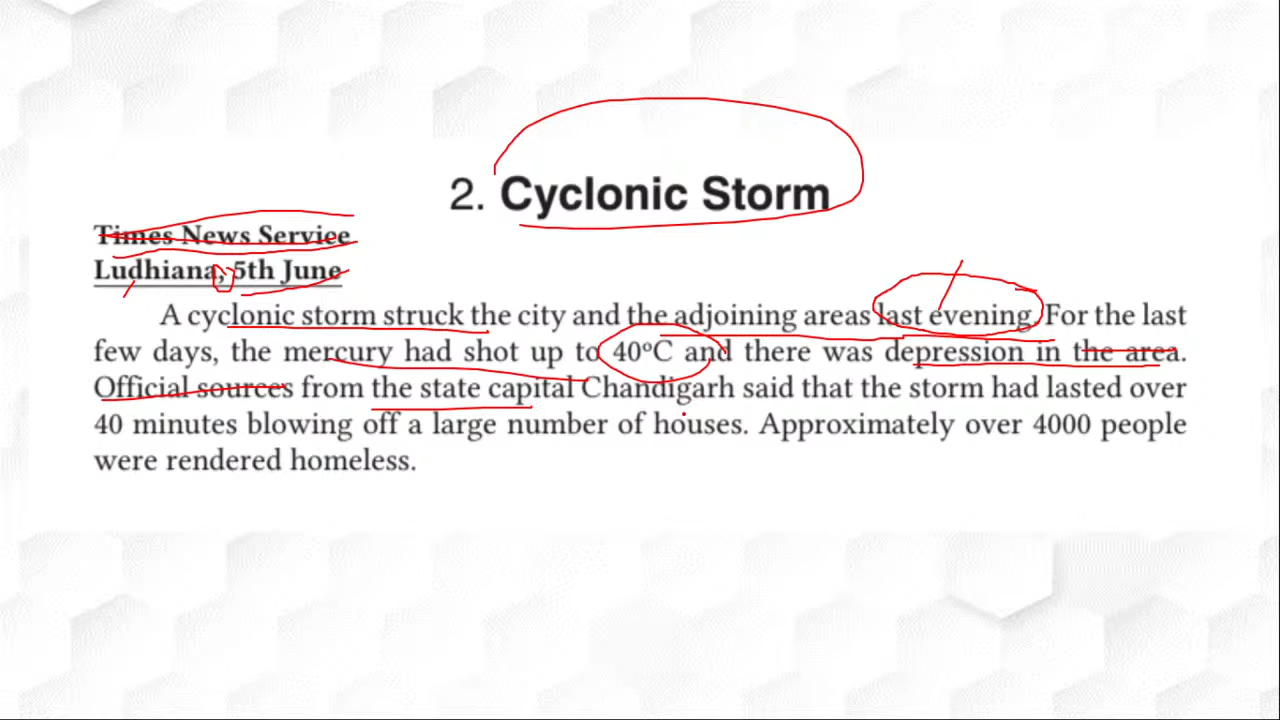 2. Cyclonic Storm
Times News Service
Ludhiana, 5th June
A cyclonic storm struck the city and the adjoining areas last evening. For the last
few days, the mercury had shot up to 40°C and there was depression in the area.
Official sources from the state capital Chandigarh said that the storm had lasted over
40 minutes blowing off a large number of houses. Approximately over 4000 people
were rendered homeless.